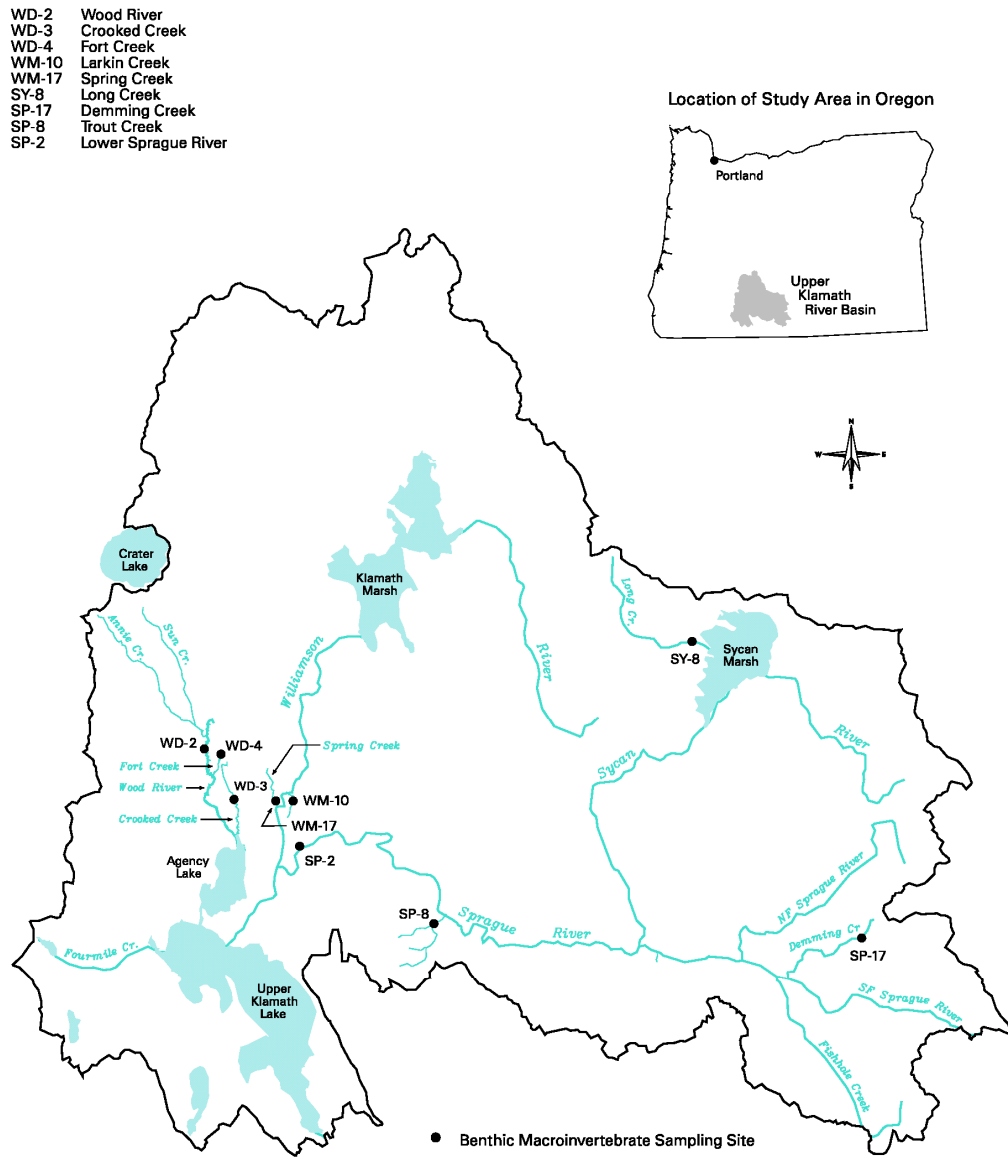 WD-2 Wood River
WD-3 Crooked Creek
WD-4 Fort Creek
WM-10 Larkin Creek
WM-17 Spring Creek
SY-8 Long Creek
SP-17 Demming Creek
SP-8 Trout Creek
SP-2 Lower Sprague River
Location of Study Area in Oregon
Portland
Upper
Klamath
River Basin
N
W
E
S
Crater
Lake
Klamath
Marsh
Long Cr.
Annie Cr.
Sun Cr.
Williamson
River
SY-8
Sycan
Marsh
WD-2
WD-4
Spring Creek
Fort Creek
Sycan
River
Wood River
WD-3
WM-10
Crooked Creek
WM-17
SP-2
Agency
Lake
NF Sprague River
SP-8
Sprague
River
Demming Cr
SP-17
Fourmile Cr.
Upper
Klamath
Lake
SF Sprague River
Fishhole Creek
Benthic Macroinvertebrate Sampling Site